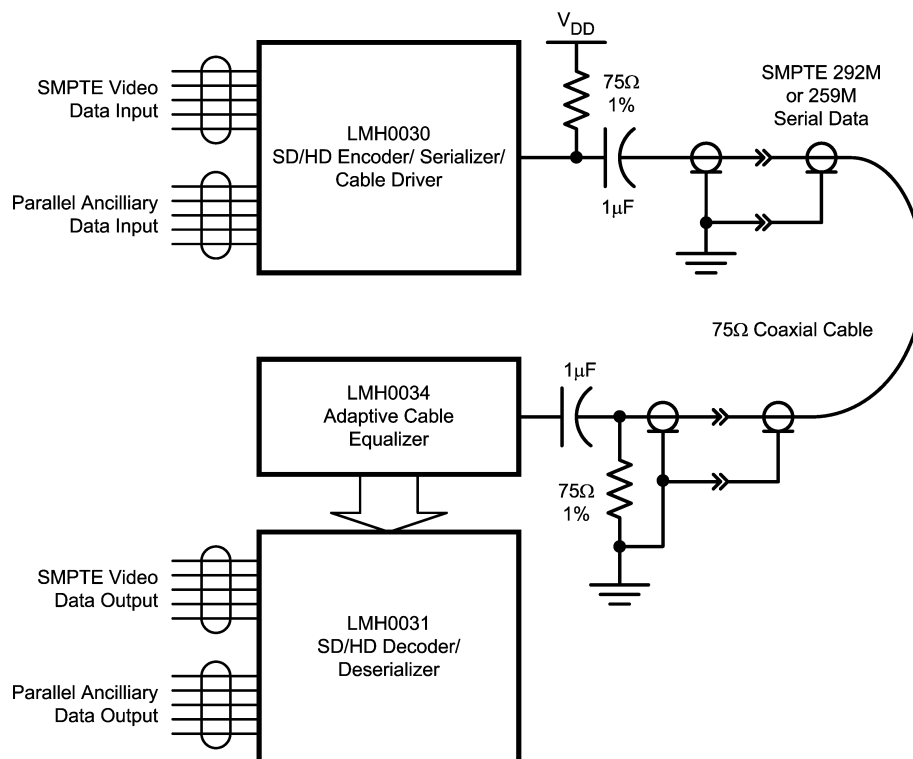 V_DD
SMPTE Video
Data Input
LMH0030
SD/HD Encoder/ Serializer/
Cable Driver
75Ω
1%
1μF
SMPTE 292M
or 259M
Serial Data
Parallel Ancilliary
Data Input
75Ω Coaxial Cable
LMH0034
Adaptive Cable
Equalizer
1μF
75Ω
1%
SMPTE Video
Data Output
LMH0031
SD/HD Decoder/
Deserializer
Parallel Ancilliary
Data Output